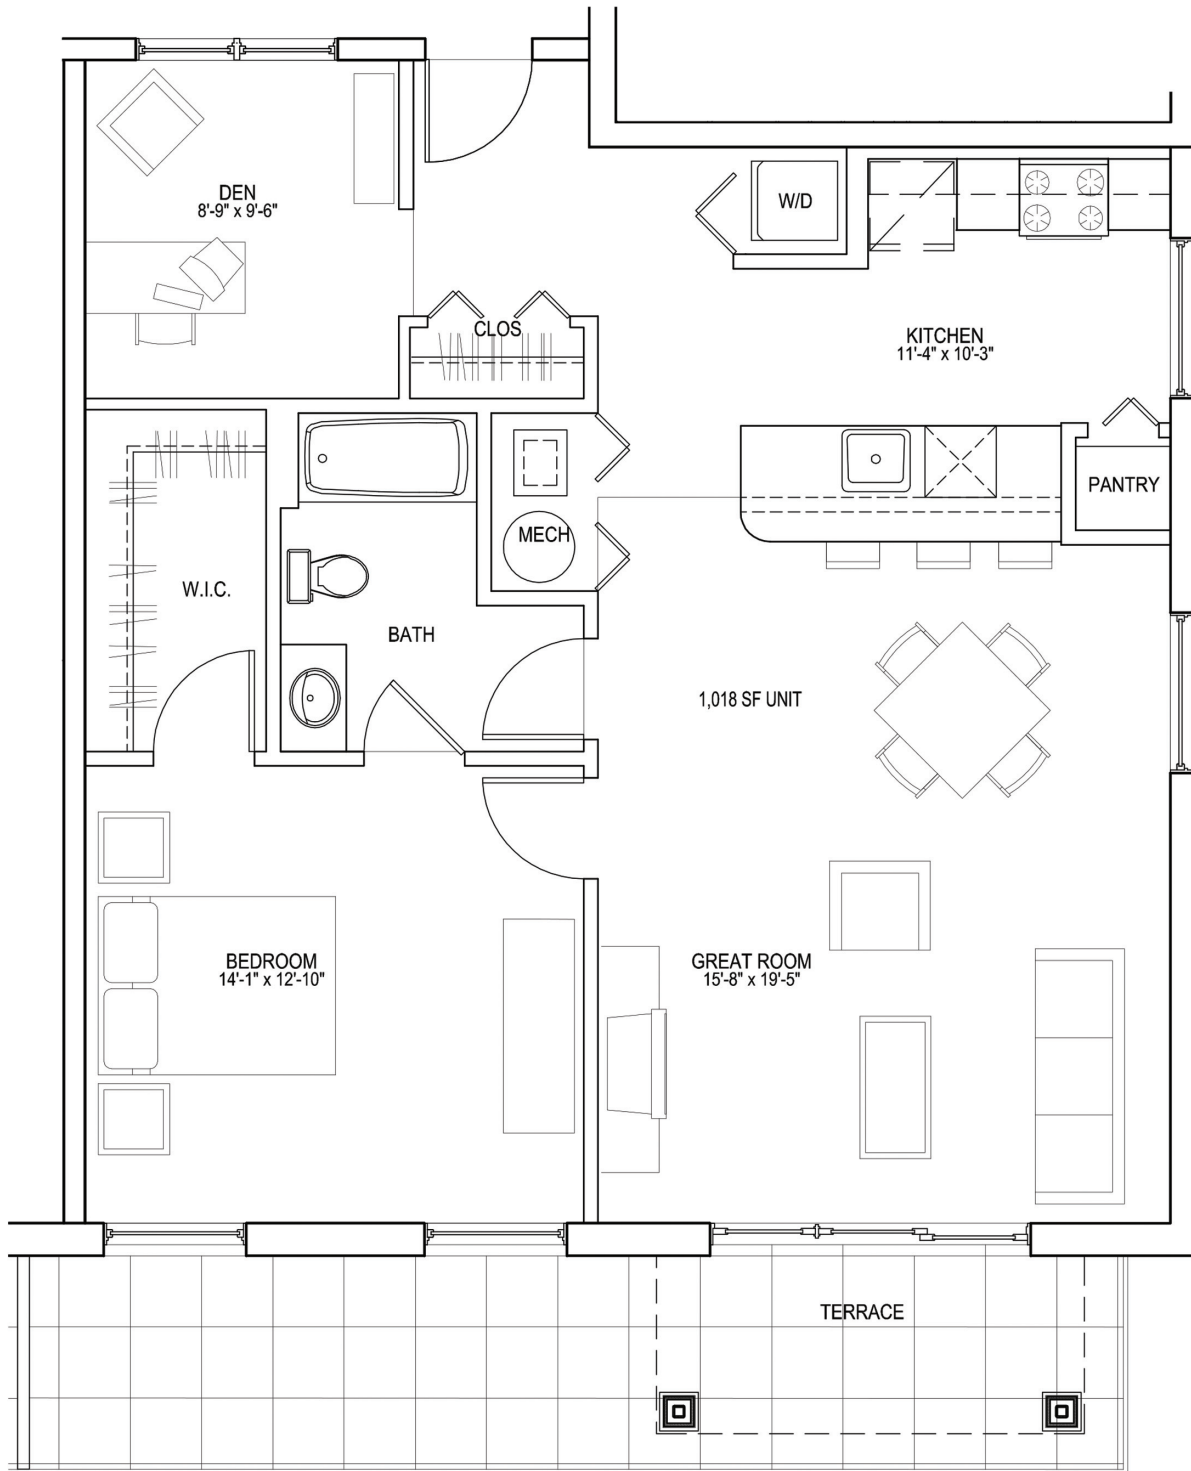 DEN
8'-9" x 9'-6"
W/D
CLOS
KITCHEN
11'-4" x 10'-3"
PANTRY
MECH
W.I.C.
BATH
1,018 SF UNIT
BEDROOM
14'-1" x 12'-10"
GREAT ROOM
15'-8" x 19'-5"
TERRACE